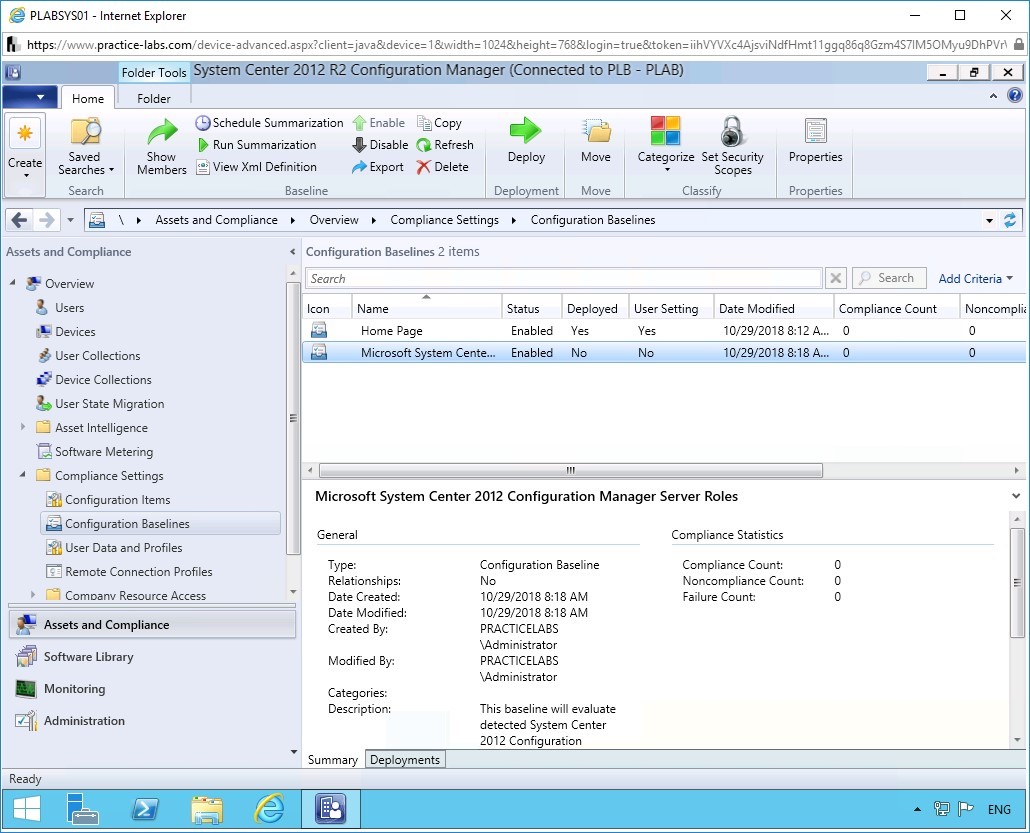 PLABSYS01 - Internet Explorer
https://www.practice-labs.com/device-advanced.aspx?client=java&device=1&width=1024&height=768&login=true&token=iihVYVXc4AjsviNdfHmt11ggq86q8Gzm4S7lM5OMyu9DhPVr
Folder Tools System Center 2012 R2 Configuration Manager (Connected to PLB - PLAB)
Home Folder
Create
Saved Searches
Search
Show Members
Schedule Summarization
Run Summarization
View Xml Definition
Enable
Disable
Export
Copy
Refresh
Delete
Baseline
Deploy
Deployment
Move
Move
Categorize
Set Security Scopes
Classify
Properties
Properties
\ Assets and Compliance Overview Compliance Settings Configuration Baselines
Assets and Compliance
Overview
Users
Devices
User Collections
Device Collections
User State Migration
Asset Intelligence
Software Metering
Compliance Settings
Configuration Items
Configuration Baselines
User Data and Profiles
Remote Connection Profiles
Company Resource Access
Assets and Compliance
Software Library
Monitoring
Administration
Configuration Baselines 2 items
Search Search Add Criteria
Icon Name Status Deployed User Setting Date Modified Compliance Count Noncomplia
Home Page Enabled Yes Yes 10/29/2018 8:12 A... 0 0
Microsoft System Cente... Enabled No No 10/29/2018 8:18 A... 0 0
Microsoft System Center 2012 Configuration Manager Server Roles
General
Type: Configuration Baseline
Relationships: No
Date Created: 10/29/2018 8:18 AM
Date Modified: 10/29/2018 8:18 AM
Created By: PRACTICELABS
\Administrator
Modified By: PRACTICELABS
\Administrator
Categories:
Description: This baseline will evaluate
detected System Center
2012 Configuration
Compliance Statistics
Compliance Count: 0
Noncompliance Count: 0
Failure Count: 0
Summary Deployments
Ready
ENG